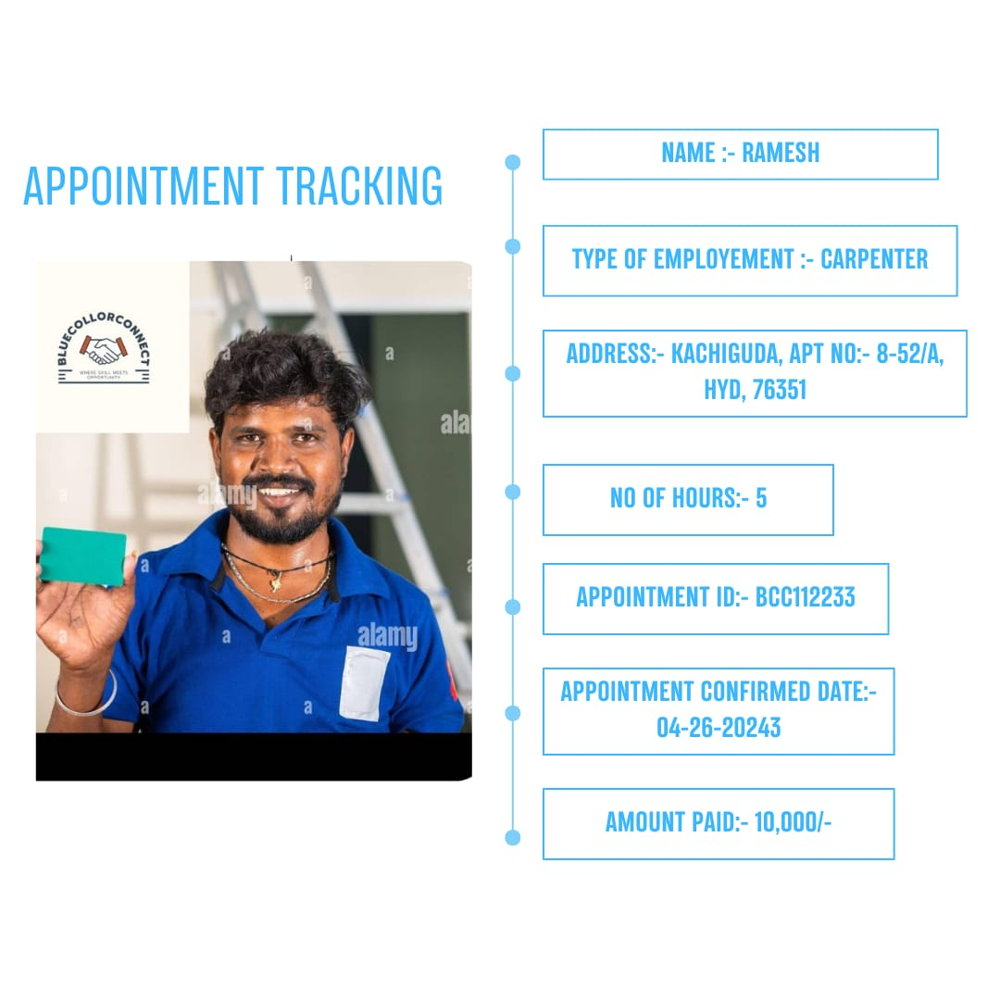 APPOINTMENT TRACKING
BLUECOLLORCONNECT
WHERE SKILL MEETS
OPPORTUNITY
alamy
alamy
ala
a
a
a
a
a
a
a
a
a
a
a
NAME :- RAMESH
TYPE OF EMPLOYEMENT :- CARPENTER
ADDRESS:- KACHIGUDA, APT NO:- 8-52/A,
HYD, 76351
NO OF HOURS:- 5
APPOINTMENT ID:- BCC112233
APPOINTMENT CONFIRMED DATE:-
04-26-20243
AMOUNT PAID:- 10,000/-